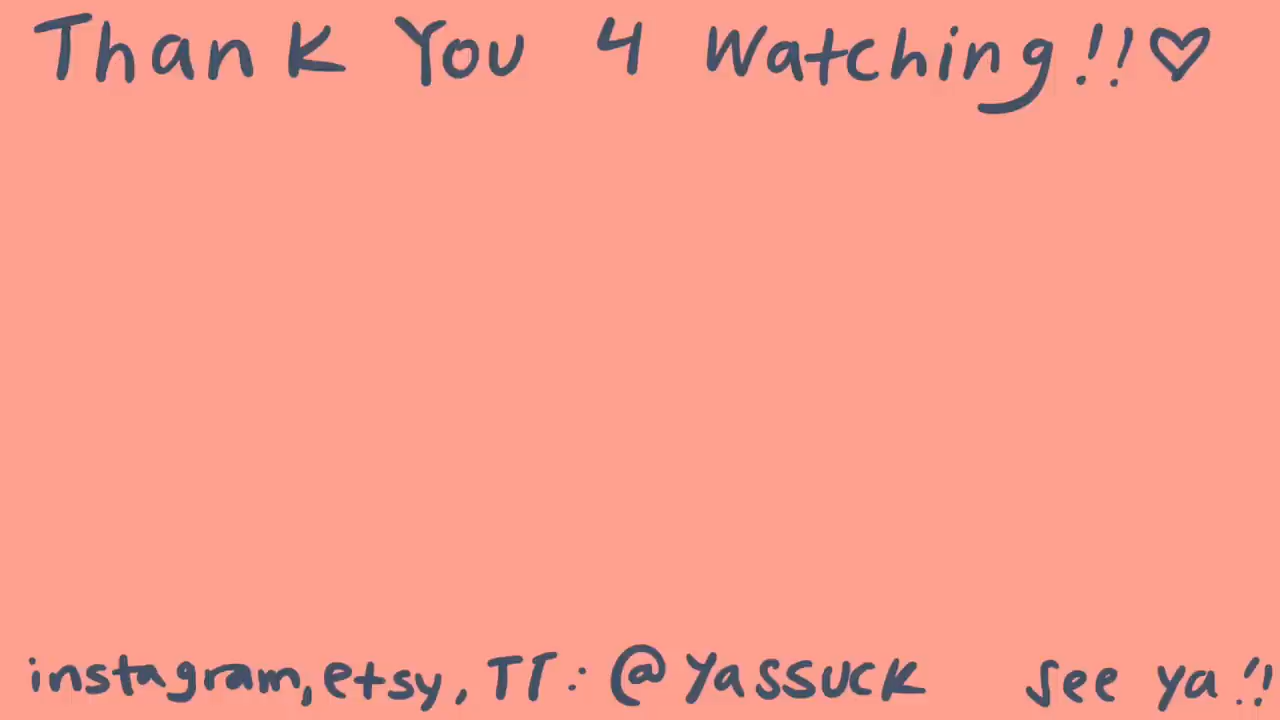 Thank You 4 Watching!!♡
instagram, etsy, TT: @yassuck see ya!!